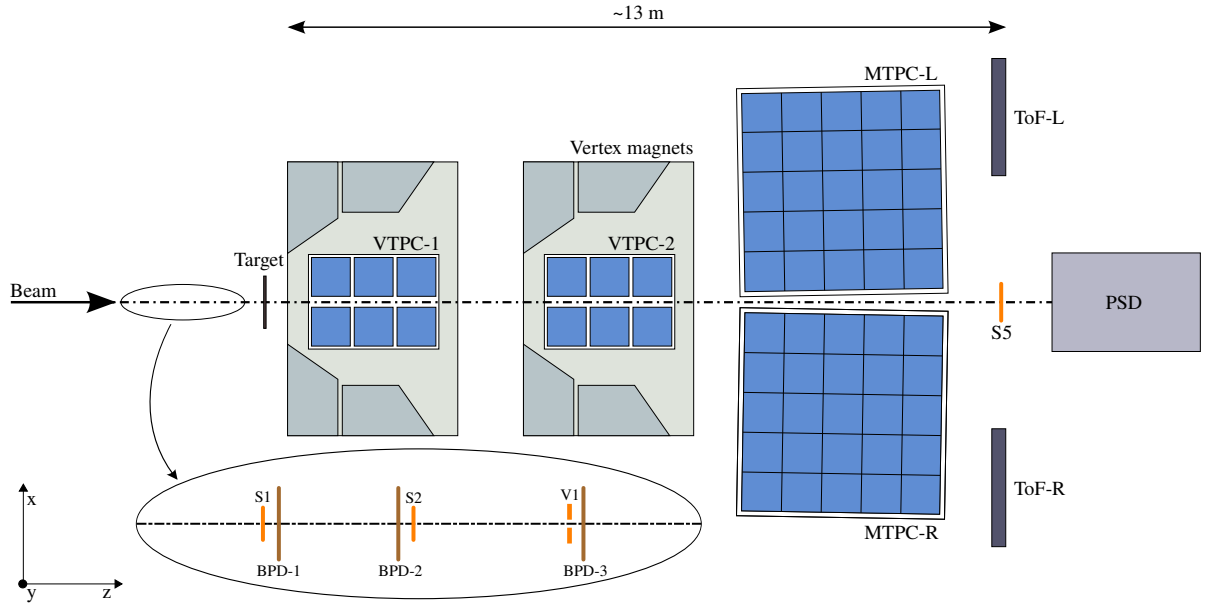 ~13 m
MTPC-L
ToF-L
Vertex magnets
VTPC-1
VTPC-2
Target
Beam
PSD
S5
S1
S2
V1
x
ToF-R
MTPC-R
BPD-1
BPD-2
BPD-3
y
z